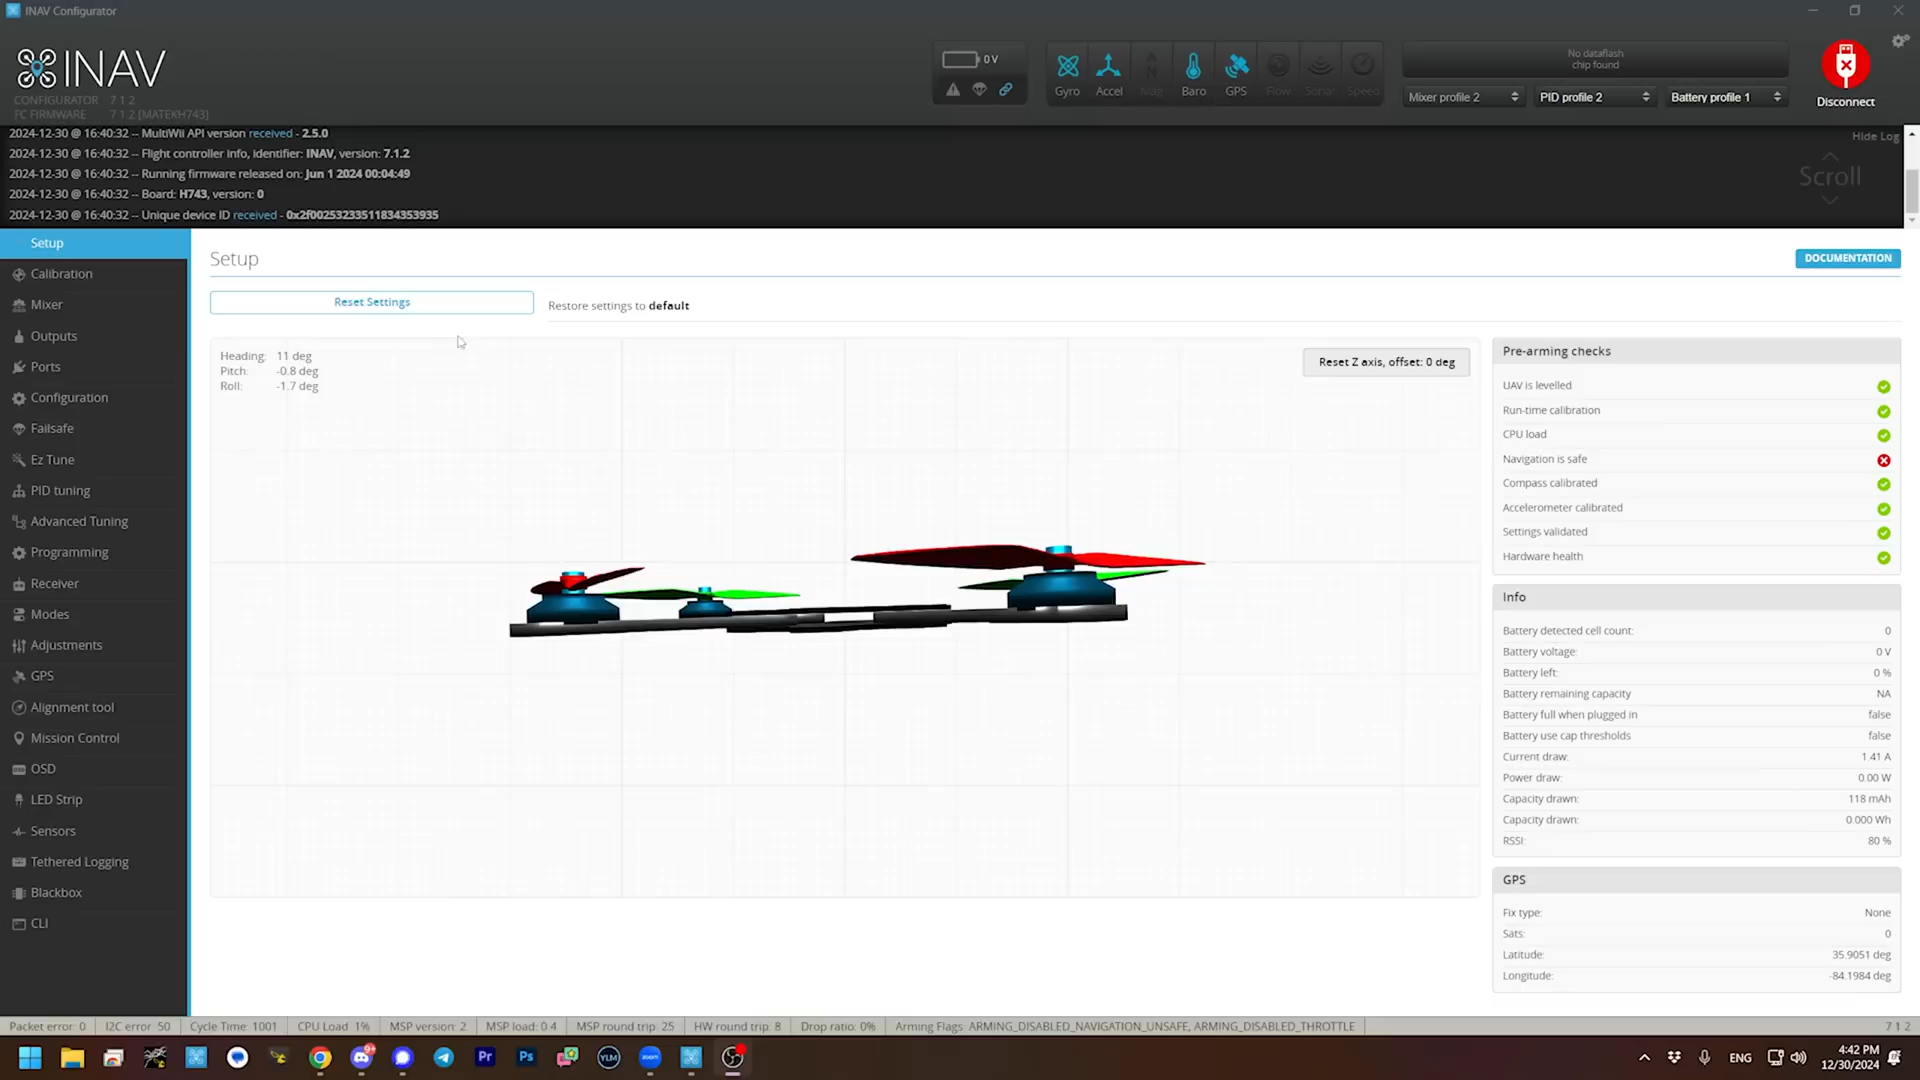 INAV Configurator
INAV
CONFIGURATOR 7 1 2
FC FIRMWARE 7 1 2 [MATEKH743]
0 V
Gyro
Accel
Mag
Baro
GPS
Flow
Sonar
Speed
No dataflash
chip found
Mixer profile 2
PID profile 2
Battery profile 1
Disconnect
2024-12-30 @ 16:40:32 -- MultiWii API version received - 2.5.0
2024-12-30 @ 16:40:32 -- Flight controller info, identifier: INAV, version: 7.1.2
2024-12-30 @ 16:40:32 -- Running firmware released on: Jun 1 2024 00:04:49
2024-12-30 @ 16:40:32 -- Board: H743, version: 0
2024-12-30 @ 16:40:32 -- Unique device ID received - 0x2f00253233511834353935
Hide Log
Scroll
Setup
Calibration
Mixer
Outputs
Ports
Configuration
Failsafe
Ez Tune
PID tuning
Advanced Tuning
Programming
Receiver
Modes
Adjustments
GPS
Alignment tool
Mission Control
OSD
LED Strip
Sensors
Tethered Logging
Blackbox
CLI
Setup
DOCUMENTATION
Reset Settings
Restore settings to default
Heading: 11 deg
Pitch: -0.8 deg
Roll: -1.7 deg
Reset Z axis, offset: 0 deg
Pre-arming checks
UAV is levelled
Run-time calibration
CPU load
Navigation is safe
Compass calibrated
Accelerometer calibrated
Settings validated
Hardware health
Info
Battery detected cell count: 0
Battery voltage: 0 V
Battery left: 0 %
Battery remaining capacity NA
Battery full when plugged in false
Battery use cap thresholds false
Current draw: 1.41 A
Power draw: 0.00 W
Capacity drawn: 118 mAh
Capacity drawn: 0.000 Wh
RSSI: 80 %
GPS
Fix type: None
Sats: 0
Latitude: 35.9051 deg
Longitude: -84.1984 deg
Packet error: 0 I2C error: 50 Cycle Time: 1001 CPU Load: 1% MSP version: 2 MSP load: 0 4 MSP round trip: 25 HW round trip: 8 Drop ratio: 0% Arming Flags: ARMING_DISABLED_NAVIGATION_UNSAFE, ARMING_DISABLED_THROTTLE 7 1 2
9+
Pr
Ps
YLM
zoom
ENG
4:42 PM
12/30/2024